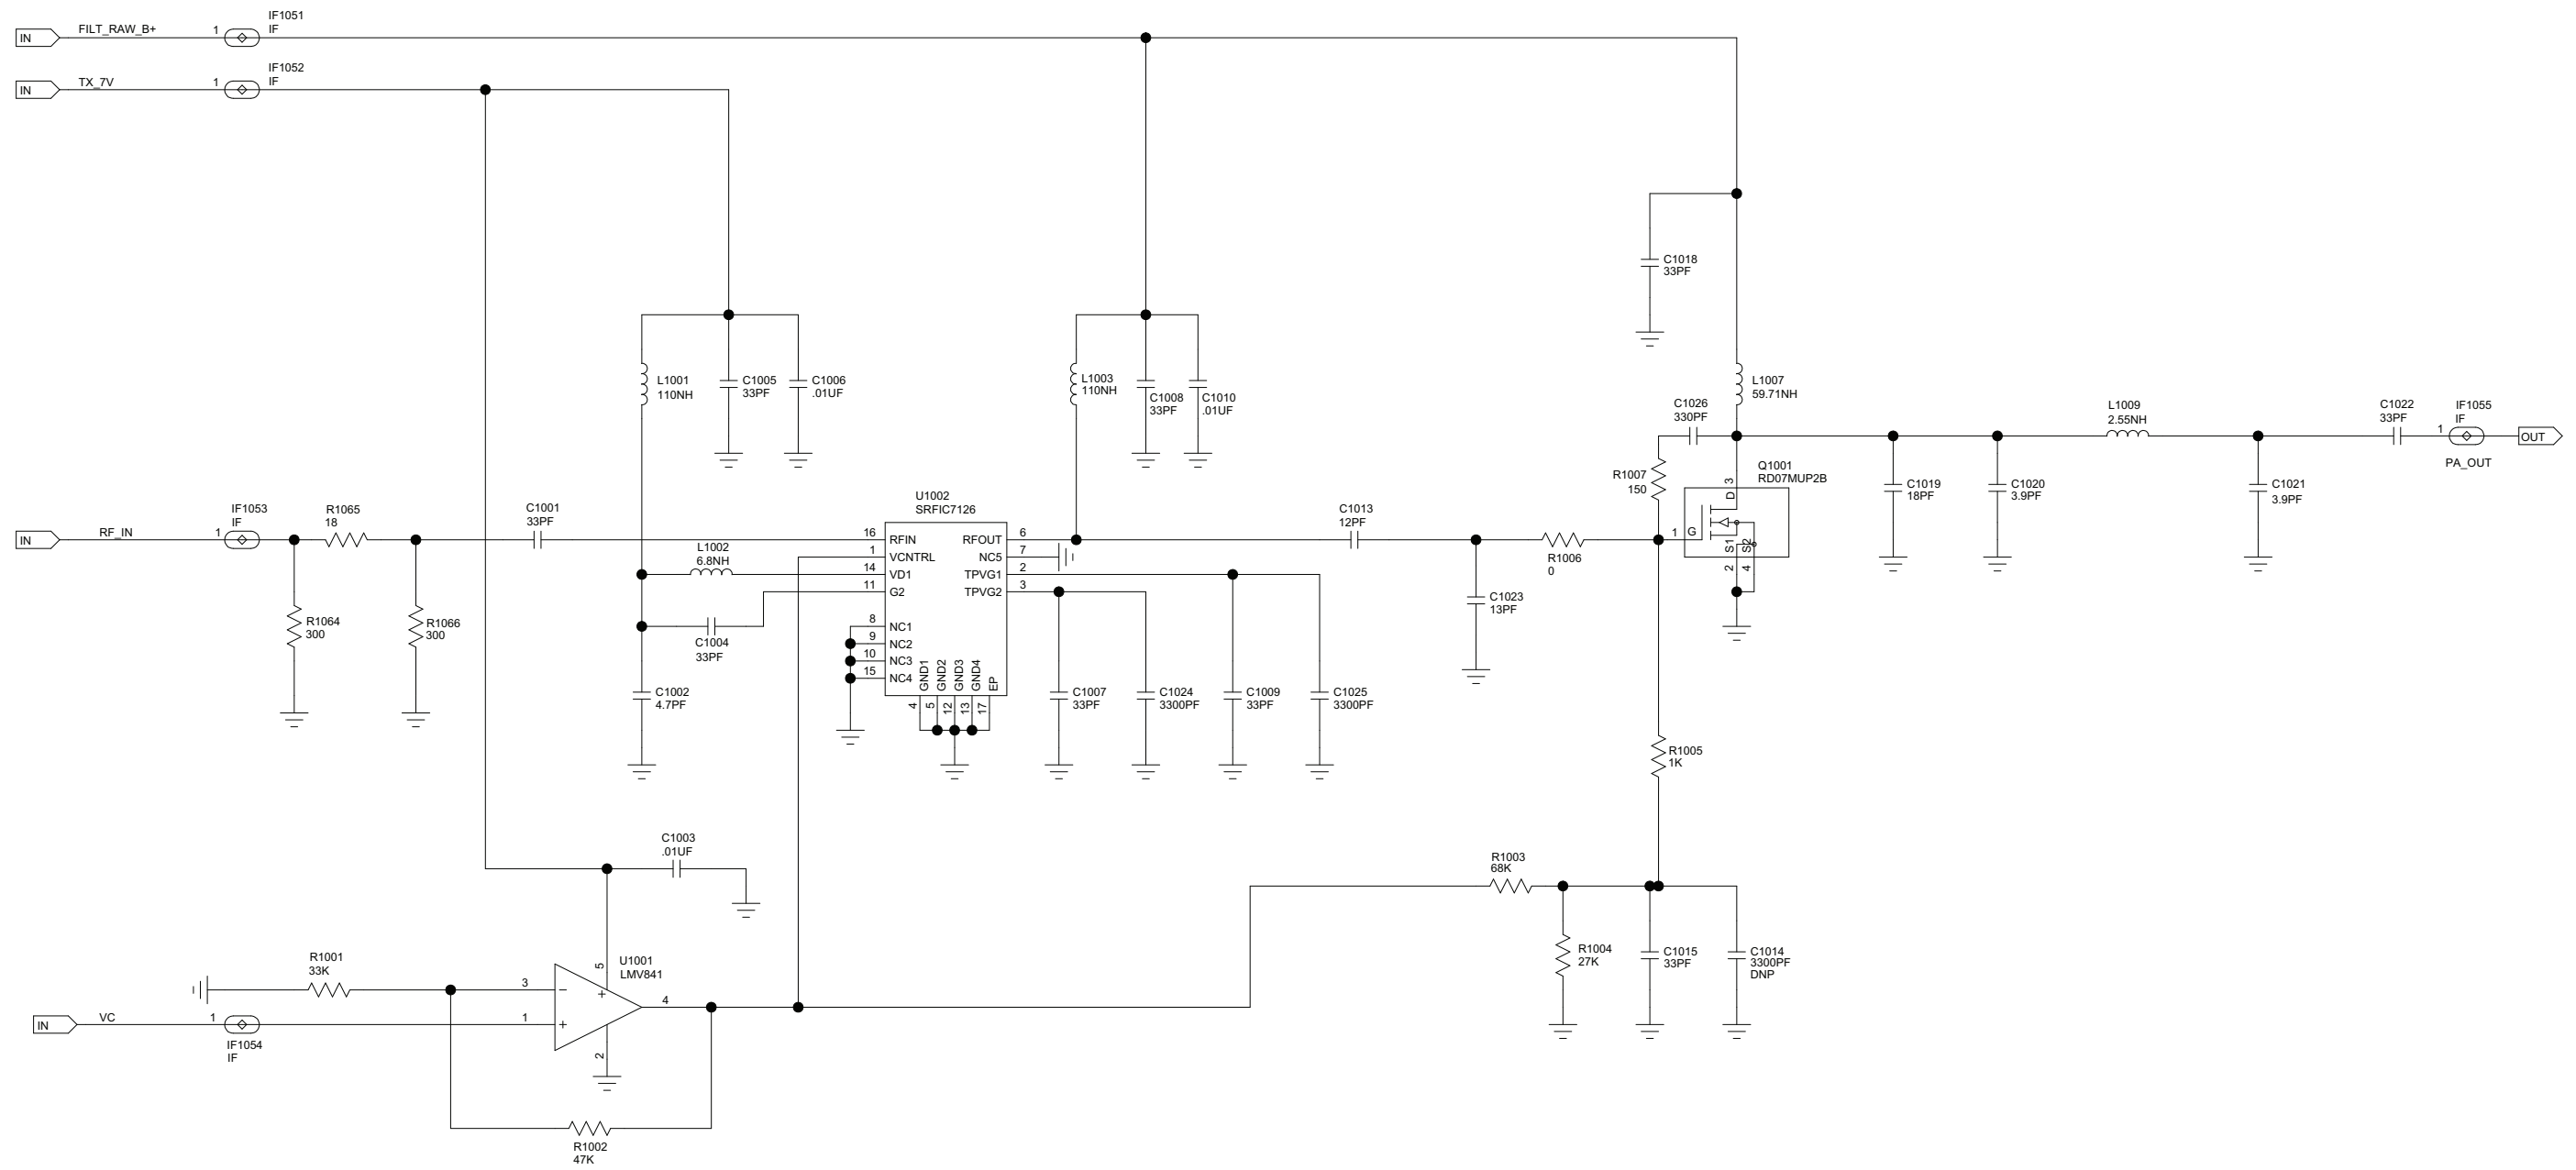 IF1051
IF
IN
FILT_RAW_B+
1
IF1052
IF
IN
TX_7V
1
C1018
33PF
L1001
110NH
C1005
33PF
C1006
.01UF
L1003
110NH
C1008
33PF
C1010
.01UF
L1007
59.71NH
C1026
330PF
L1009
2.55NH
C1022
33PF
IF1055
IF
1
OUT
PA_OUT
R1007
150
Q1001
RD07MUP2B
3
D
1
G
S1
S2
2
4
C1019
18PF
C1020
3.9PF
C1021
3.9PF
IN
RF_IN
1
IF1053
IF
R1065
18
C1001
33PF
U1002
SRFIC7126
16
RFIN
1
VCNTRL
14
VD1
11
G2
8
NC1
9
NC2
10
NC3
15
NC4
RFOUT
6
NC5
7
TPVG1
2
TPVG2
3
GND1
GND2
GND3
GND4
EP
4
5
12
13
17
L1002
6.8NH
C1004
33PF
C1002
4.7PF
R1064
300
R1066
300
C1013
12PF
R1006
0
C1023
13PF
C1007
33PF
C1024
3300PF
C1009
33PF
C1025
3300PF
R1005
1K
C1003
.01UF
R1003
68K
R1004
27K
C1015
33PF
C1014
3300PF
DNP
R1001
33K
U1001
LMV841
5
+
3
−
1
+
4
2
IN
VC
1
IF1054
IF
R1002
47K